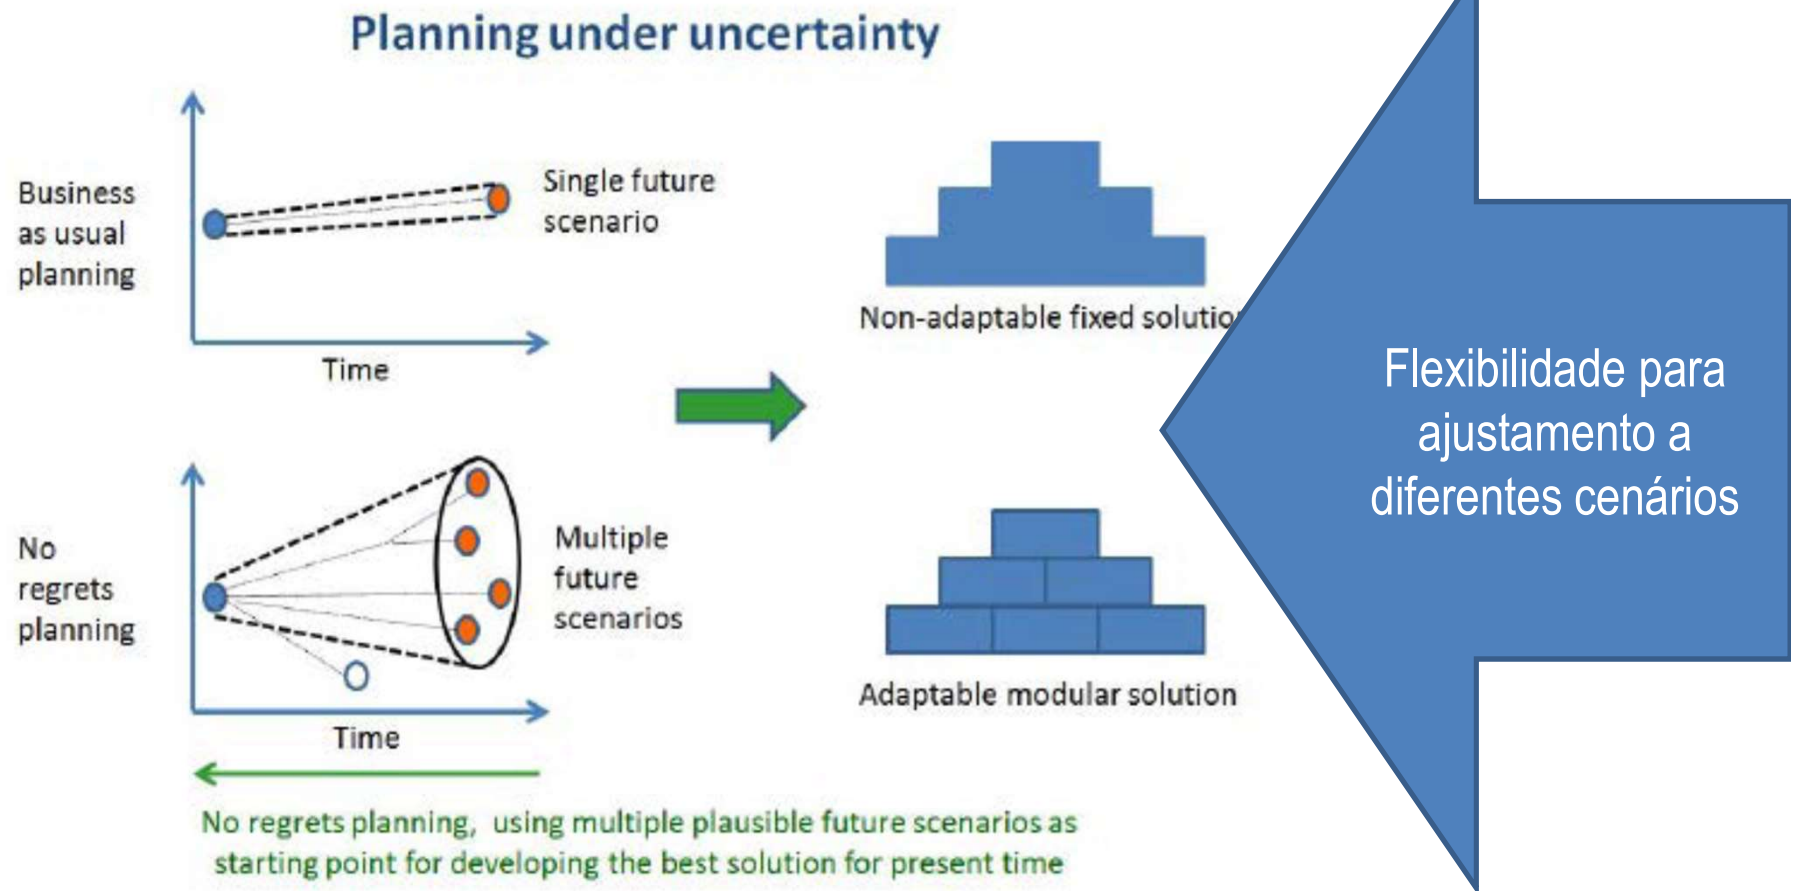 Planning under uncertainty
Business
as usual
planning
Single future
scenario
Time
Non-adaptable fixed solution
Flexibilidade para
ajustamento a
diferentes cenários
No
regrets
planning
Multiple
future
scenarios
Time
Adaptable modular solution
No regrets planning, using multiple plausible future scenarios as
starting point for developing the best solution for present time